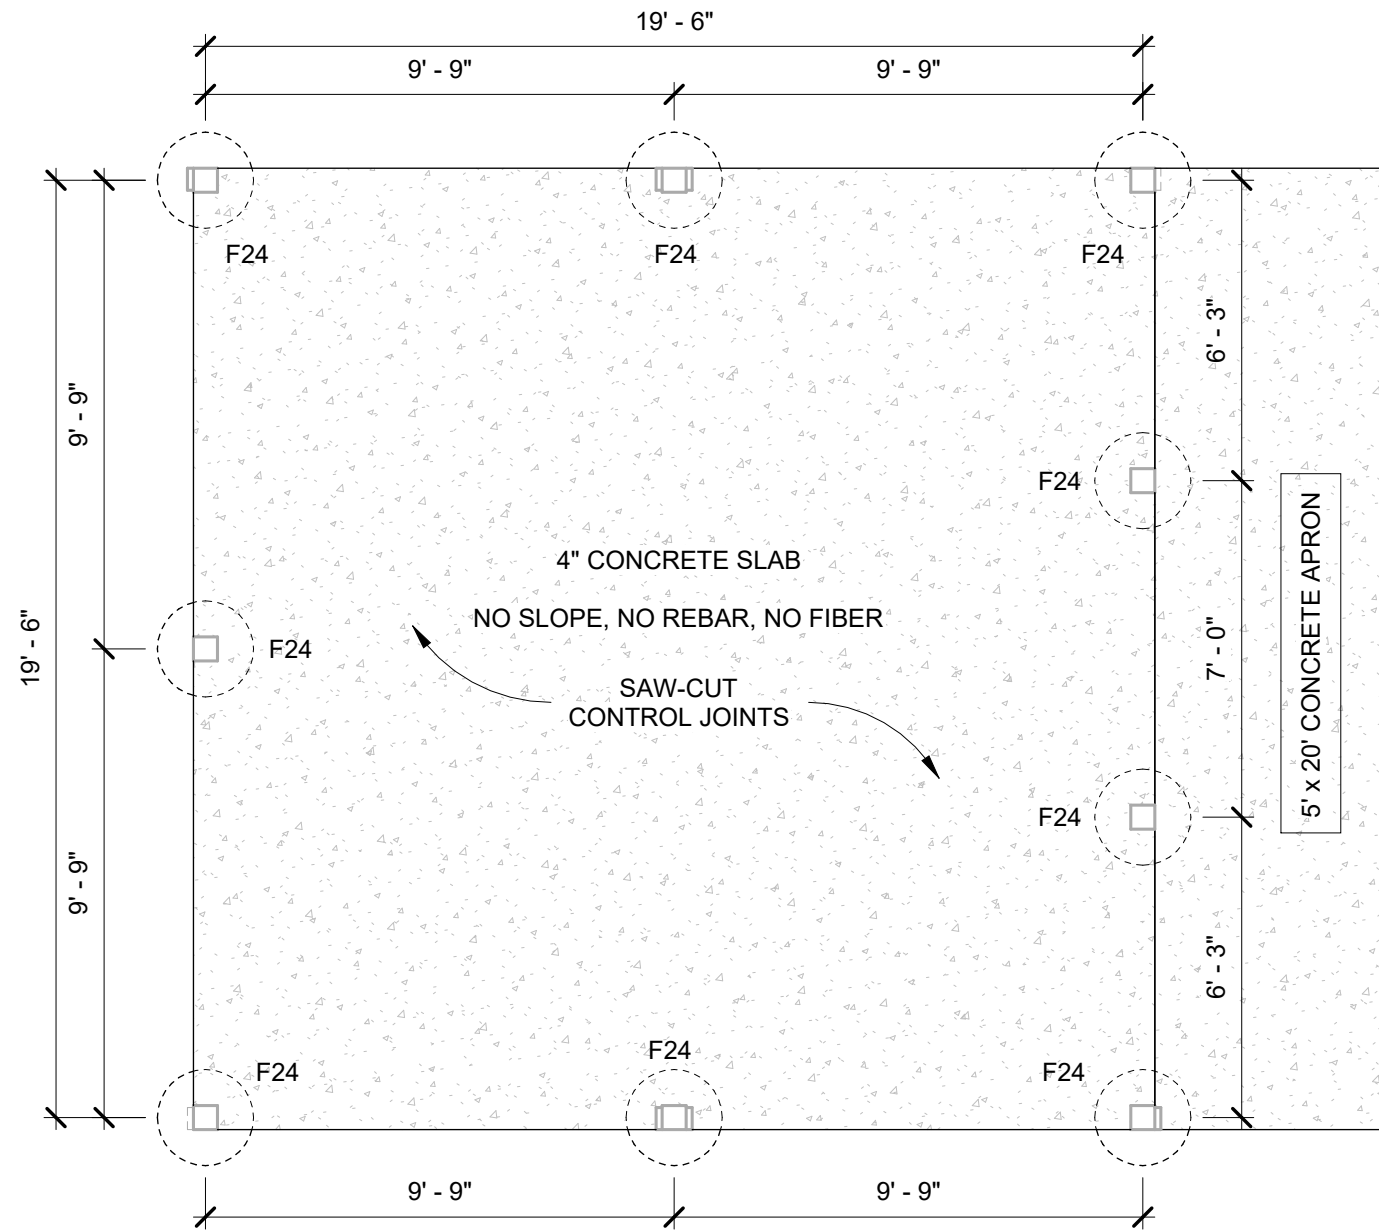 19' - 6"
9' - 9"
9' - 9"
F24
F24
F24
6' - 3"
9' - 9"
F24
5' x 20' CONCRETE APRON
4" CONCRETE SLAB
NO SLOPE, NO REBAR, NO FIBER
19' - 6"
F24
7' - 0"
SAW-CUT
CONTROL JOINTS
F24
9' - 9"
6' - 3"
F24
F24
F24
9' - 9"
9' - 9"